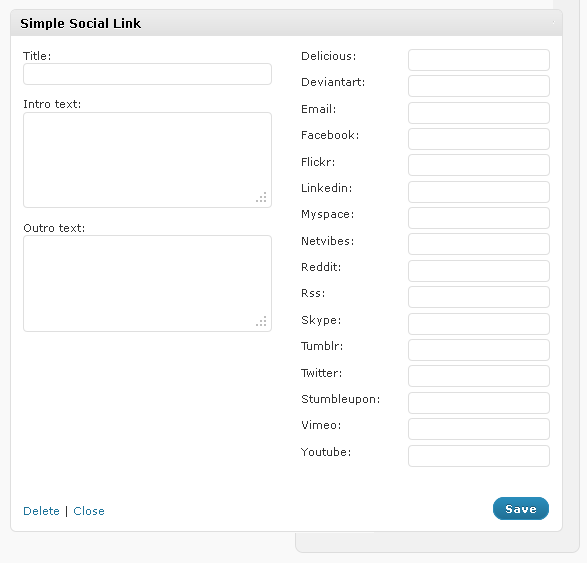 Simple Social Link
Title:
Intro text:
Outro text:
Delicious:
Deviantart:
Email:
Facebook:
Flickr:
Linkedin:
Myspace:
Netvibes:
Reddit:
Rss:
Skype:
Tumblr:
Twitter:
Stumbleupon:
Vimeo:
Youtube:
Delete | Close
Save